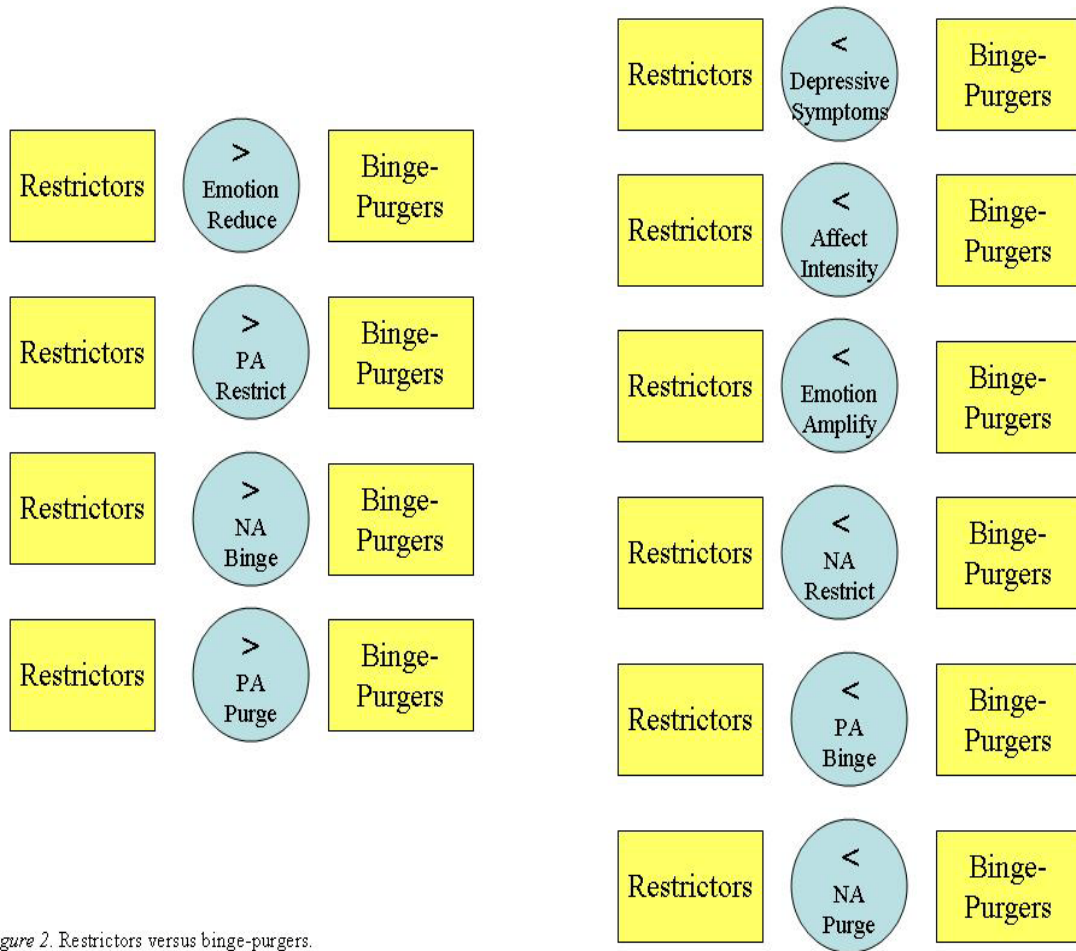 Restrictors
>
Emotion
Reduce
Binge-
Purgers
Restrictors
>
PA
Restrict
Binge-
Purgers
Restrictors
>
NA
Binge
Binge-
Purgers
Restrictors
>
PA
Purge
Binge-
Purgers
Restrictors
<
Depressive
Symptoms
Binge-
Purgers
Restrictors
<
Affect
Intensity
Binge-
Purgers
Restrictors
<
Emotion
Amplify
Binge-
Purgers
Restrictors
<
NA
Restrict
Binge-
Purgers
Restrictors
<
PA
Binge
Binge-
Purgers
Restrictors
<
NA
Purge
Binge-
Purgers
gure 2. Restrictors versus binge-purgers.